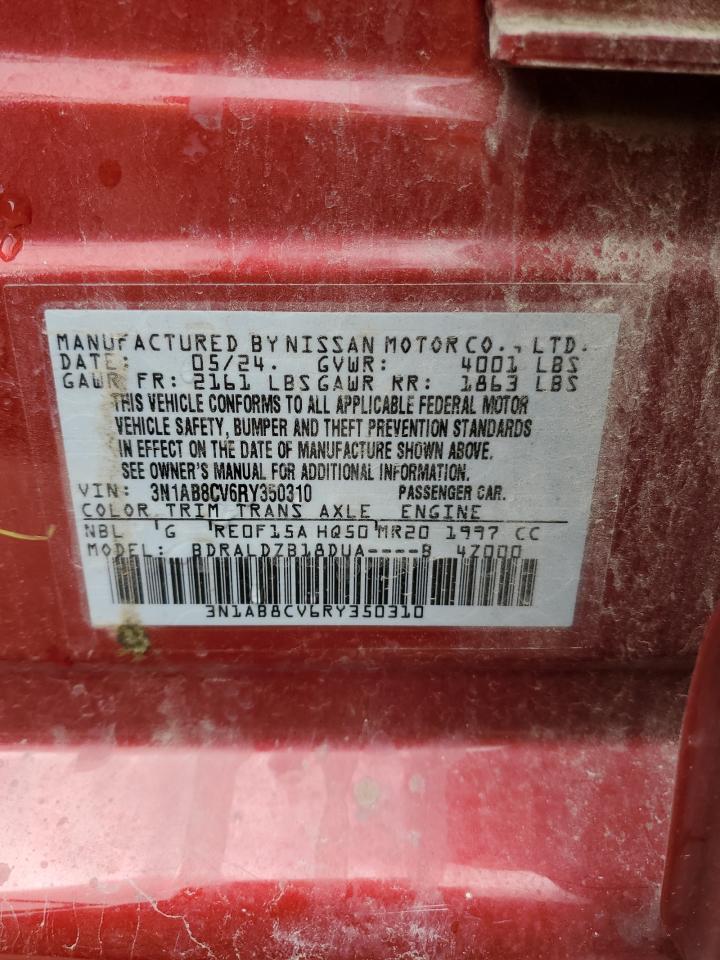 MANUFACTURED BY NISSAN MOTOR CO., LTD.
DATE: 05/24. GVWR: 4001 LBS
GAWR FR: 2161 LBS GAWR RR: 1863 LBS
THIS VEHICLE CONFORMS TO ALL APPLICABLE FEDERAL MOTOR
VEHICLE SAFETY, BUMPER AND THEFT PREVENTION STANDARDS
IN EFFECT ON THE DATE OF MANUFACTURE SHOWN ABOVE.
SEE OWNER'S MANUAL FOR ADDITIONAL INFORMATION.
VIN: 3N1AB8CV6RY350310 PASSENGER CAR.
COLOR TRIM TRANS AXLE ENGINE
NBL G RE0F15A HQ50 MR20 1997 CC
MODEL: BDRALDZB18DUA----B 4Z000
3N1AB8CV6RY350310